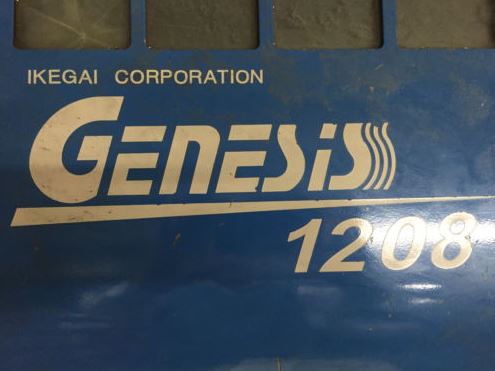 IKEGAI CORPORATION
GENESiS
1208